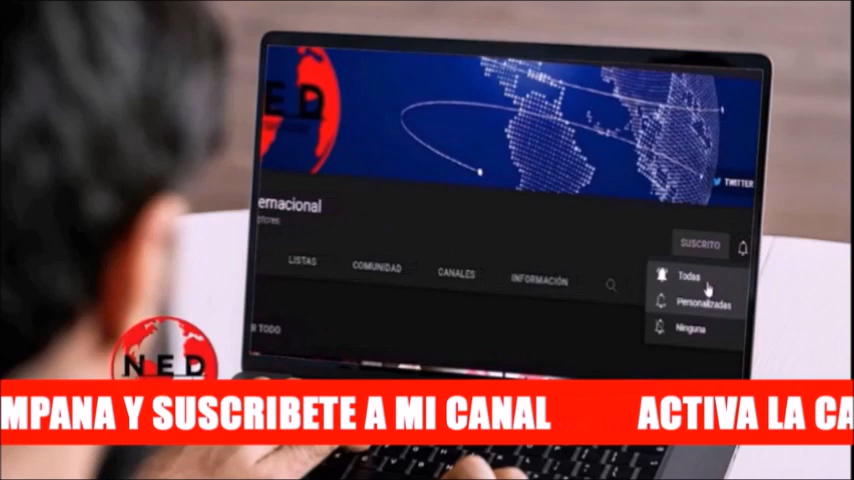 NED
TWITTER
ernacional
SUSCRITO
LISTAS
COMUNIDAD
CANALES
INFORMACIÓN
Todas
Personalizadas
Ninguna
R TODO
NED
MPANA Y SUSCRIBETE A MI CANAL ACTIVA LA CA